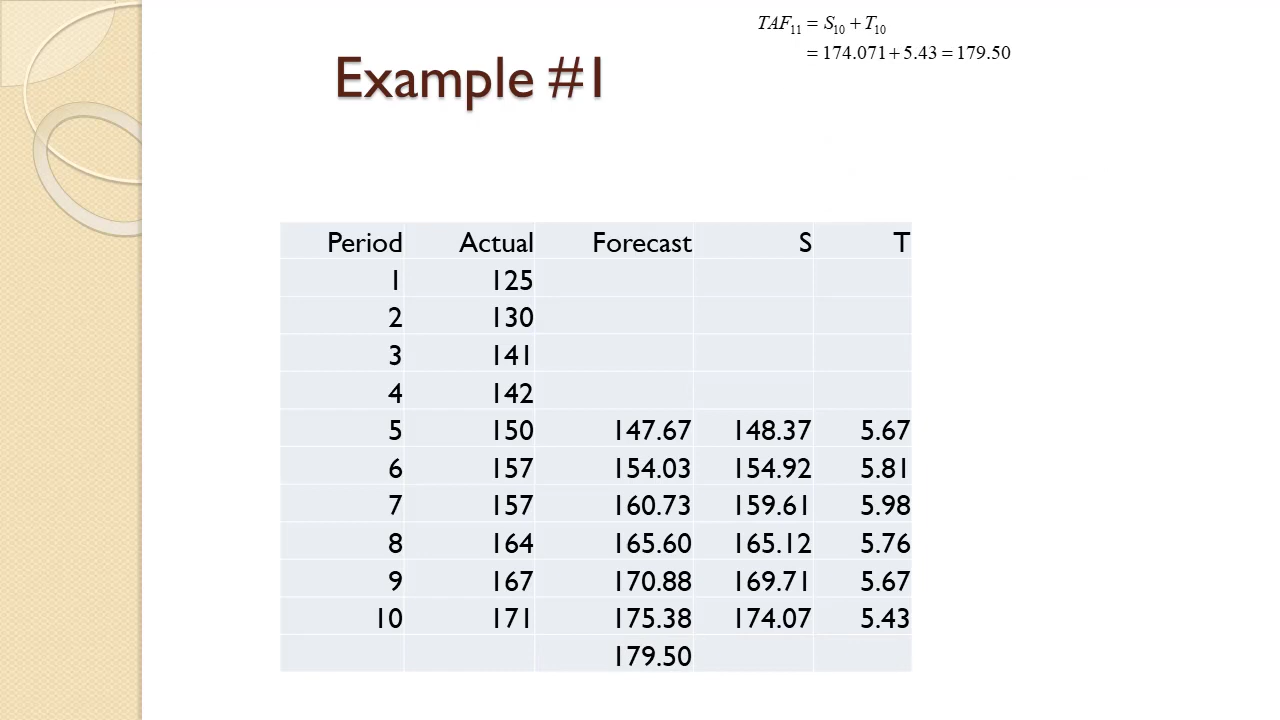 TAF11 = S10 + T10
= 174.071 + 5.43 = 179.50
Example #1
Period Actual Forecast S T
1 125
2 130
3 141
4 142
5 150 147.67 148.37 5.67
6 157 154.03 154.92 5.81
7 157 160.73 159.61 5.98
8 164 165.60 165.12 5.76
9 167 170.88 169.71 5.67
10 171 175.38 174.07 5.43
179.50